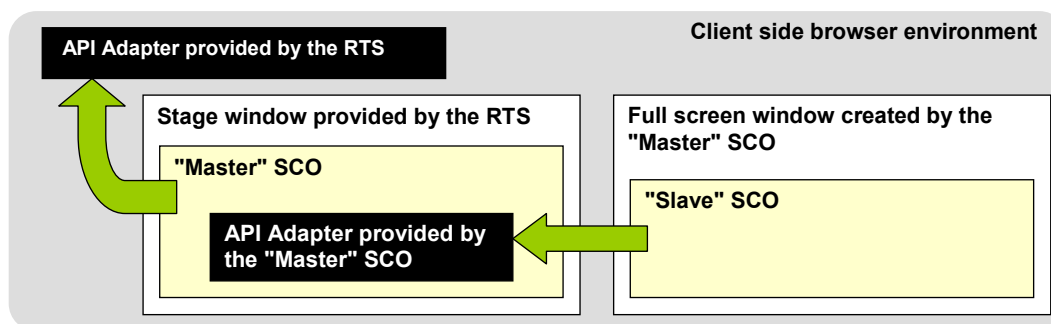 Client side browser environment
API Adapter provided by the RTS
Stage window provided by the RTS
"Master" SCO
API Adapter provided by
the "Master" SCO
Full screen window created by the
"Master" SCO
"Slave" SCO